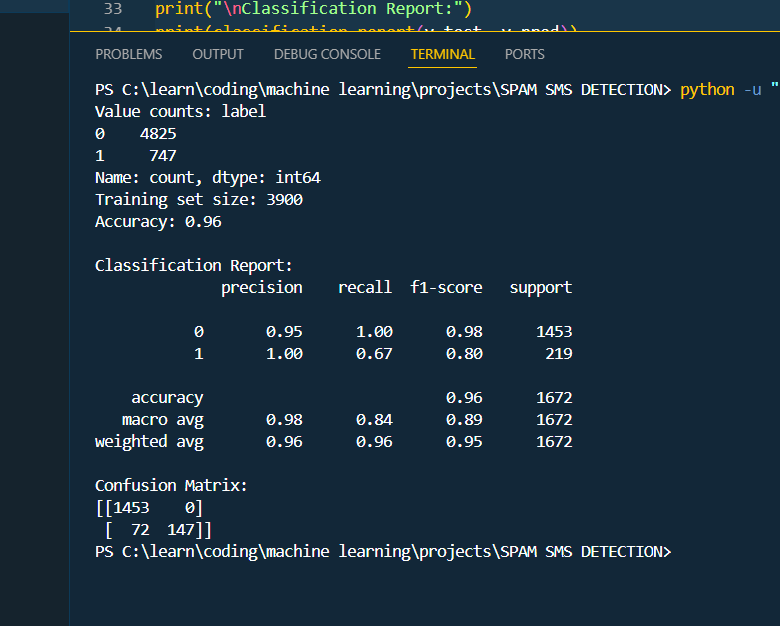 33 print("\nClassification Report:")
34 print(classification_report(y_test, y_pred))
PROBLEMS OUTPUT DEBUG CONSOLE TERMINAL PORTS
PS C:\learn\coding\machine learning\projects\SPAM SMS DETECTION> python -u "
Value counts: label
0    4825
1     747
Name: count, dtype: int64
Training set size: 3900
Accuracy: 0.96
Classification Report:
              precision    recall  f1-score   support
           0       0.95      1.00      0.98      1453
           1       1.00      0.67      0.80       219
    accuracy                           0.96      1672
   macro avg       0.98      0.84      0.89      1672
weighted avg       0.96      0.96      0.95      1672
Confusion Matrix:
[[1453    0]
 [  72  147]]
PS C:\learn\coding\machine learning\projects\SPAM SMS DETECTION>